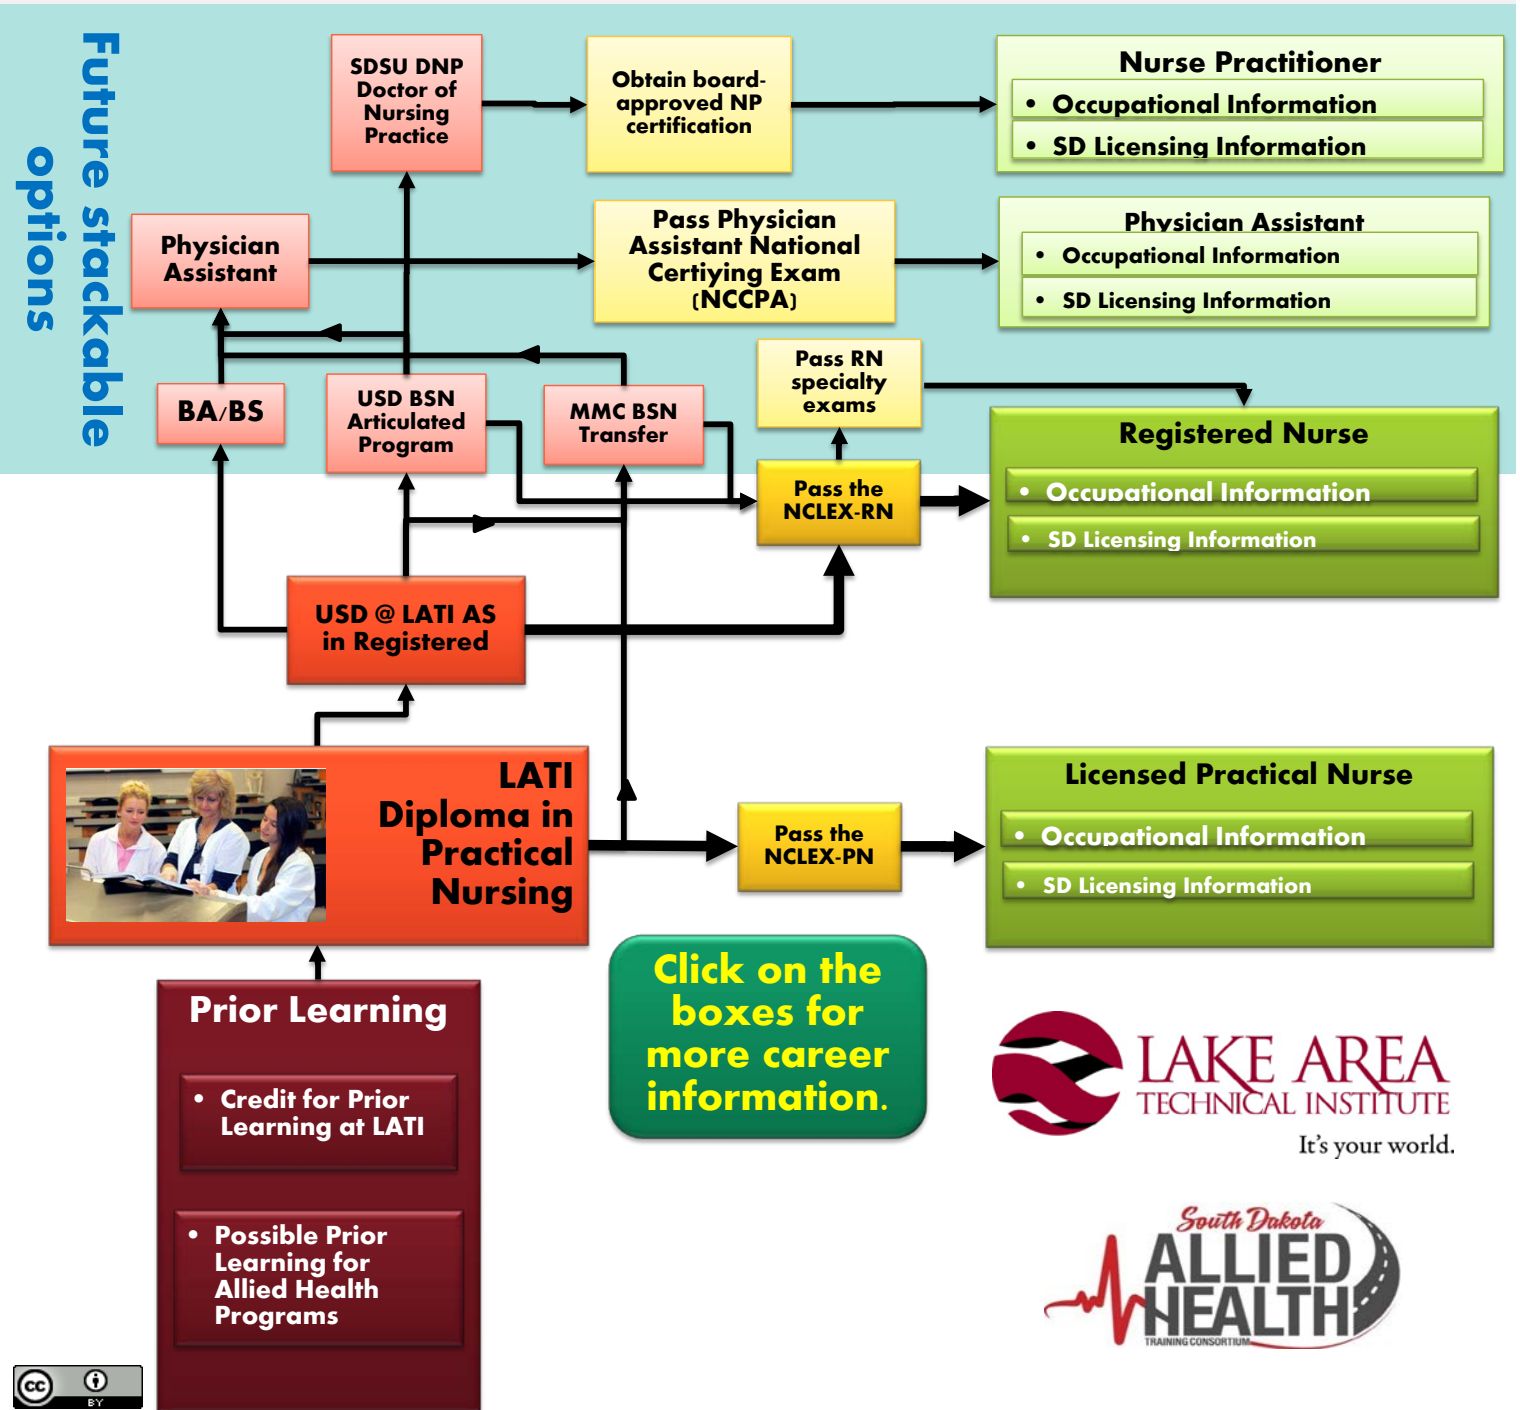 Future stackable
options
SDSU DNP
Doctor of
Nursing
Practice
Obtain board-
approved NP
certification
Nurse Practitioner
• Occupational Information
• SD Licensing Information
Physician
Assistant
Pass Physician
Assistant National
Certiying Exam
(NCCPA)
Physician Assistant
• Occupational Information
• SD Licensing Information
BA/BS
USD BSN
Articulated
Program
MMC BSN
Transfer
Pass RN
specialty
exams
Pass the
NCLEX-RN
Registered Nurse
• Occupational Information
• SD Licensing Information
USD @ LATI AS
in Registered
LATI
Diploma in
Practical
Nursing
Pass the
NCLEX-PN
Licensed Practical Nurse
• Occupational Information
• SD Licensing Information
Prior Learning
• Credit for Prior
Learning at LATI
• Possible Prior
Learning for
Allied Health
Programs
Click on the
boxes for
more career
information.
LAKE AREA
TECHNICAL INSTITUTE
It's your world.
South Dakota
ALLIED
HEALTH
TRAINING CONSORTIUM
cc
BY